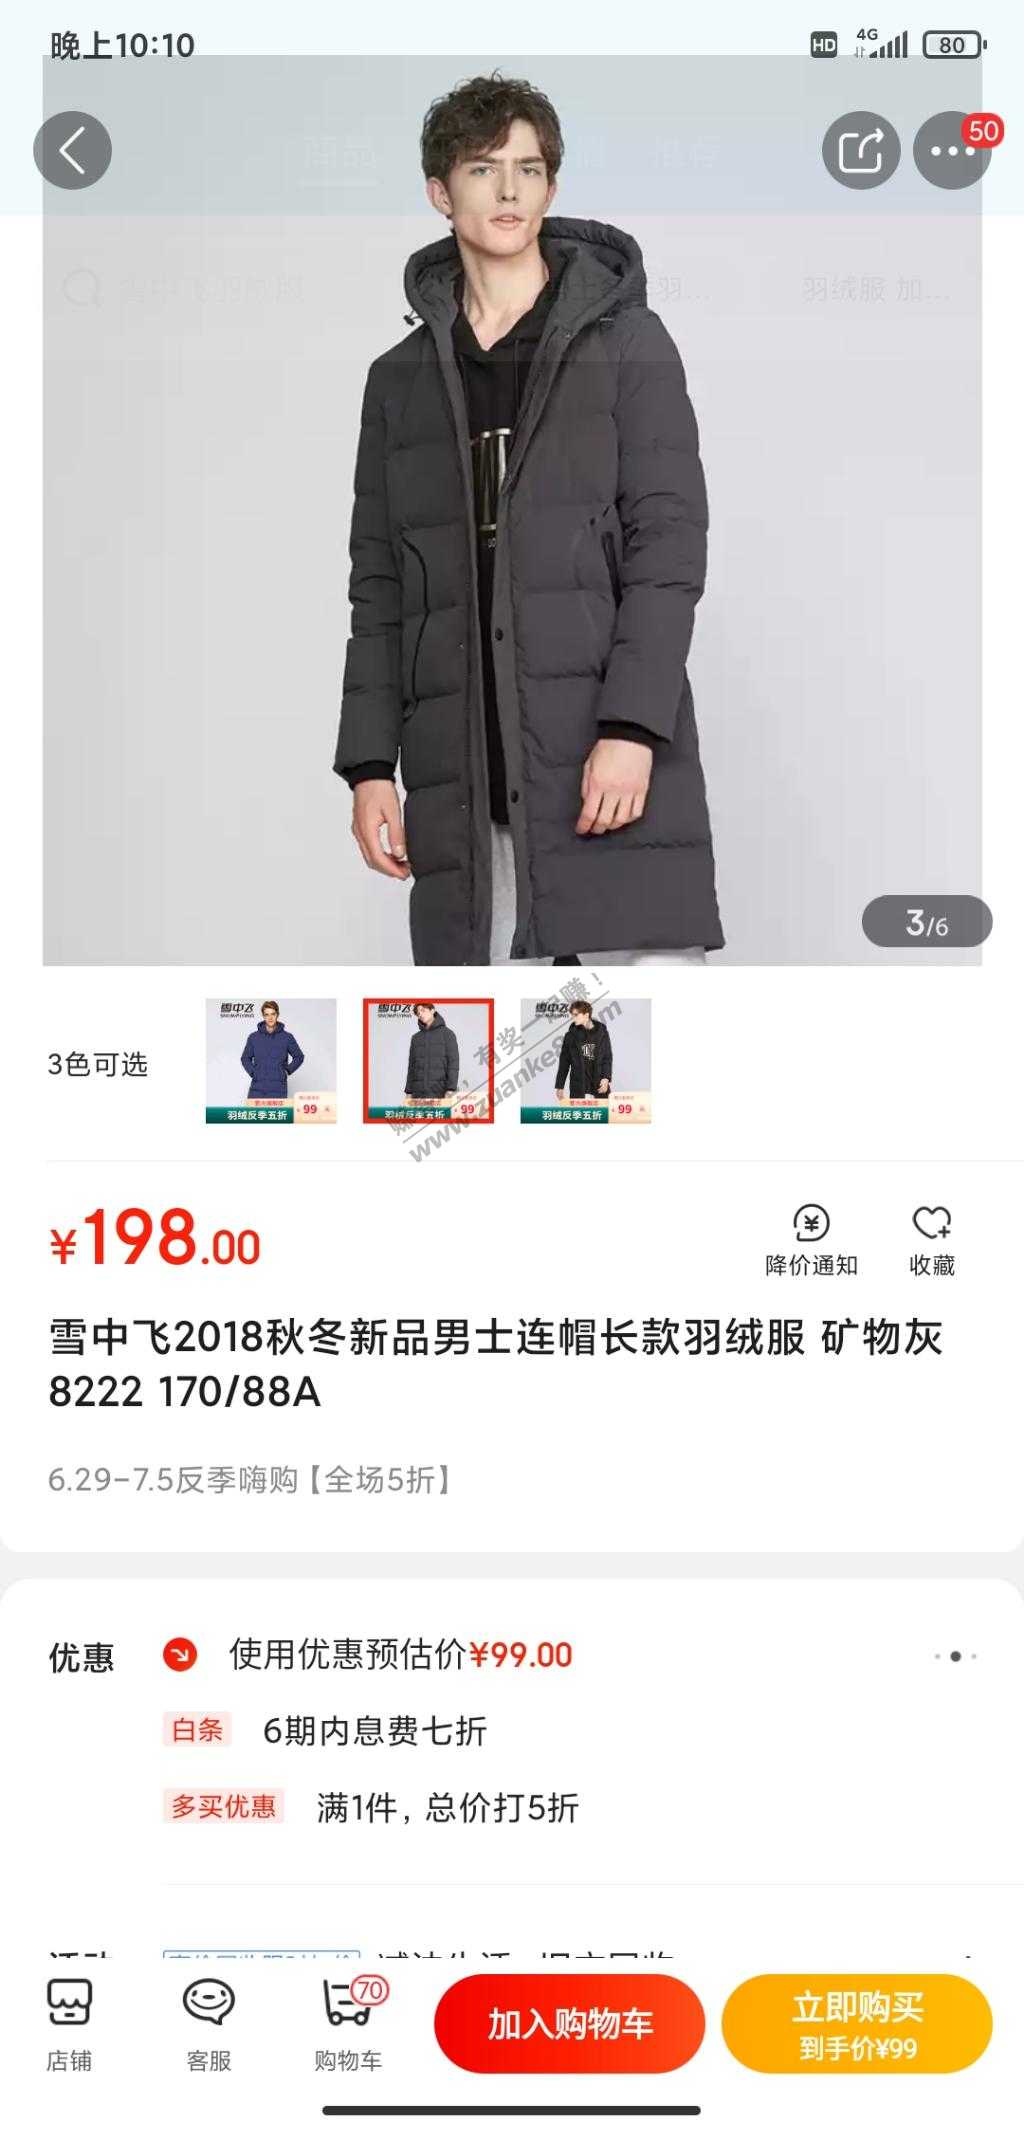 晚上10:10
HD 4G 80
50
商品 推荐
雪中飞羽绒服
羽绒服 加...
3/6
3色可选
雪中飞
SNOWFLYING
羽绒反季五折
99
雪中飞
SNOWFLYING
羽绒反季五折
99
雪中飞
SNOWFLYING
羽绒反季五折
99
有奖一起赚!
www.zuanke8.com
¥198.00
降价通知
收藏
雪中飞2018秋冬新品男士连帽长款羽绒服 矿物灰
8222 170/88A
6.29-7.5反季嗨购【全场5折】
优惠
使用优惠预估价¥99.00
白条 6期内息费七折
多买优惠 满1件, 总价打5折
店铺
客服
70
购物车
加入购物车
立即购买
到手价¥99